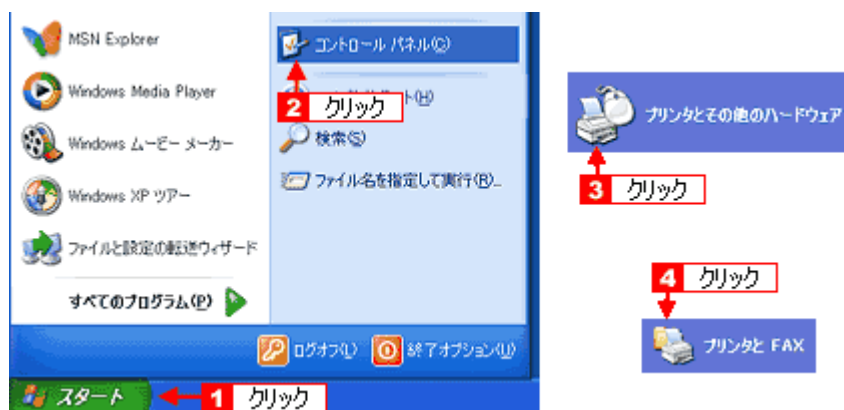 MSN Explorer
Windows Media Player
Windows ムービー メーカー
Windows XP ツアー
ファイルと設定の転送ウィザード
すべてのプログラム(P)
コントロール パネル(C)
2 クリック
ト(H)
検索(S)
ファイル名を指定して実行(R)...
ログオフ(L)
終了オプション(U)
スタート
1 クリック
プリンタとその他のハードウェア
3 クリック
4 クリック
プリンタと FAX